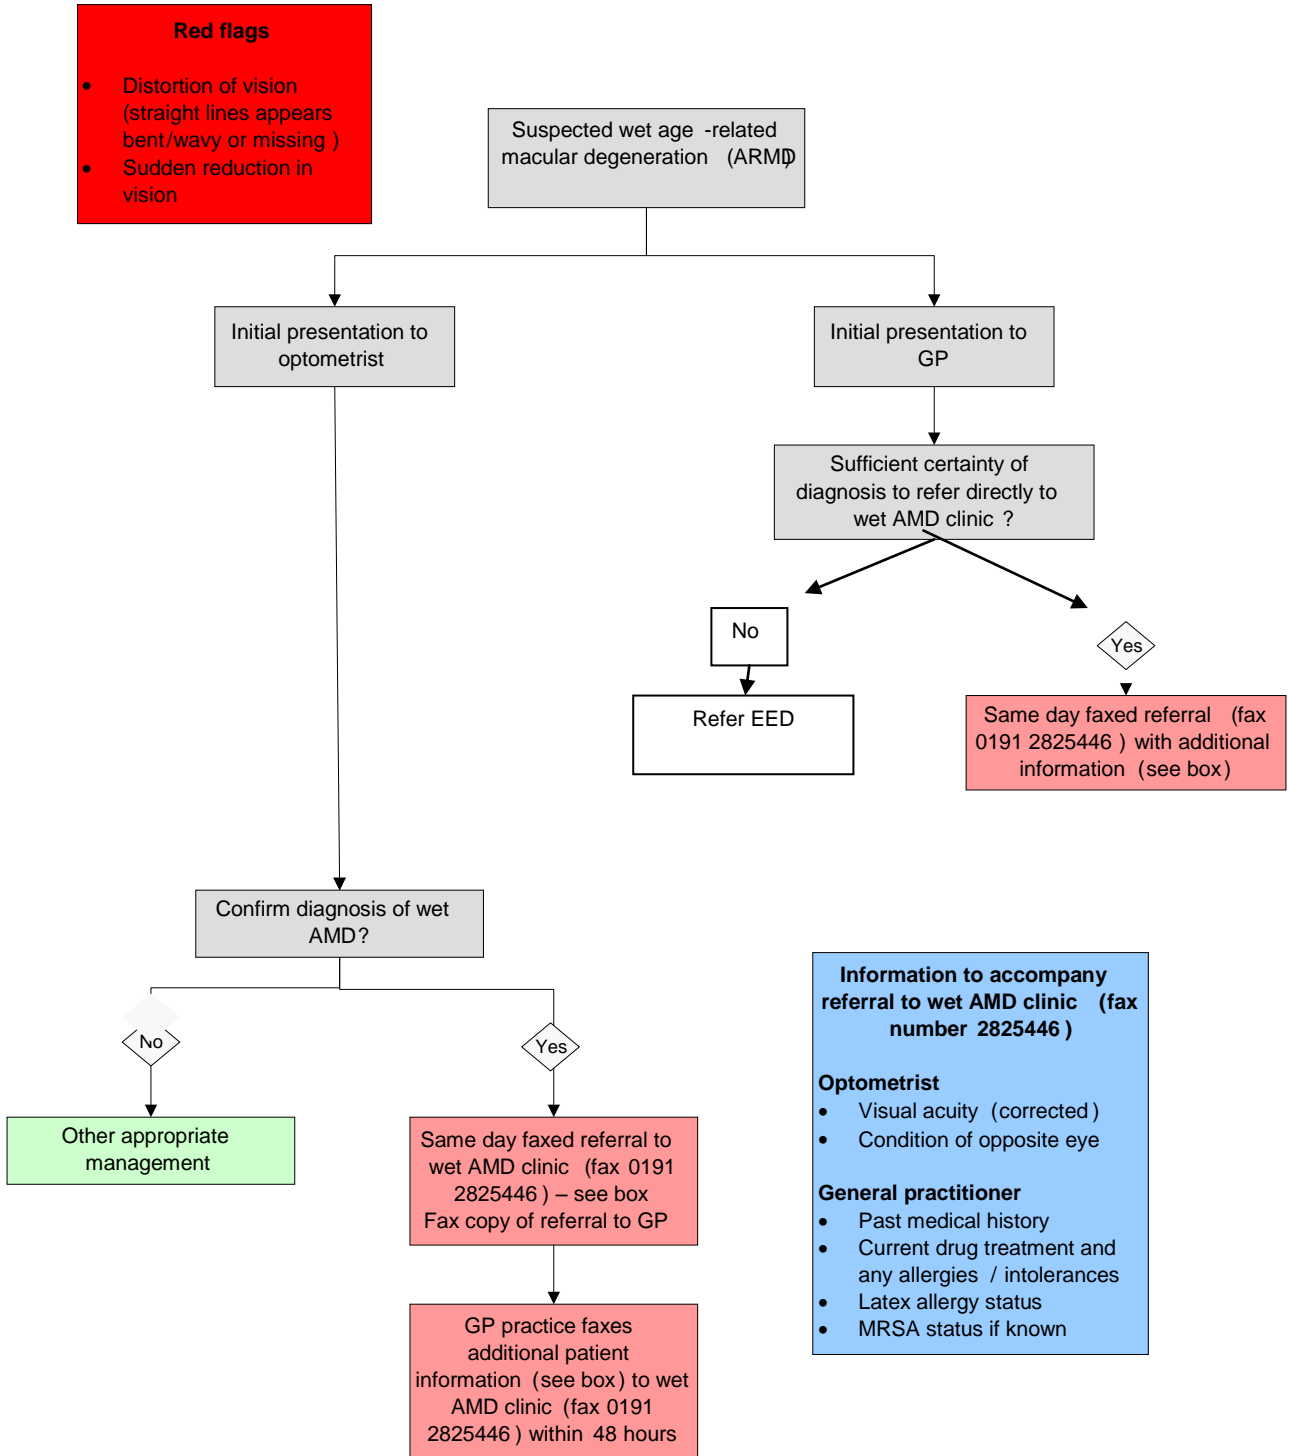 Red flags
• Distortion of vision
(straight lines appears
bent/wavy or missing )
• Sudden reduction in
vision
Suspected wet age -related
macular degeneration (ARMD)
Initial presentation to
optometrist
Initial presentation to
GP
Sufficient certainty of
diagnosis to refer directly to
wet AMD clinic ?
No
Yes
Refer EED
Same day faxed referral (fax
0191 2825446 ) with additional
information (see box)
Confirm diagnosis of wet
AMD?
No
Yes
Other appropriate
management
Same day faxed referral to
wet AMD clinic (fax 0191
2825446 ) – see box
Fax copy of referral to GP
GP practice faxes
additional patient
information (see box) to wet
AMD clinic (fax 0191
2825446 ) within 48 hours
Information to accompany
referral to wet AMD clinic (fax
number 2825446 )
Optometrist
• Visual acuity (corrected )
• Condition of opposite eye
General practitioner
• Past medical history
• Current drug treatment and
any allergies / intolerances
• Latex allergy status
• MRSA status if known